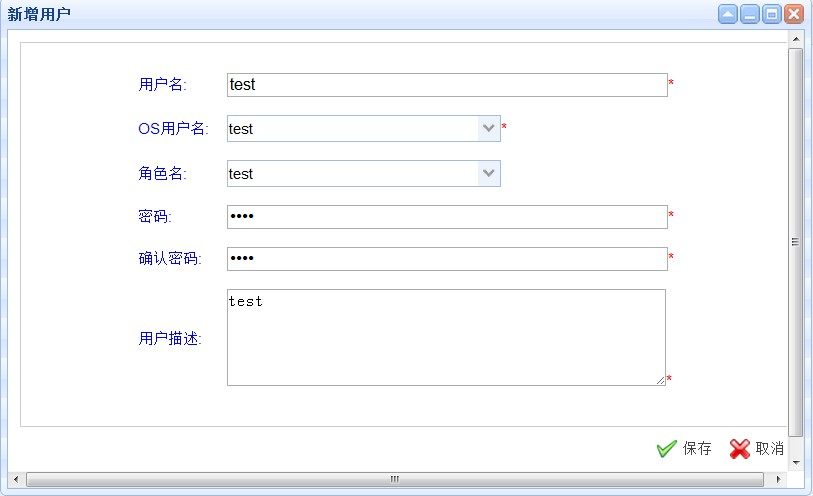 新增用户
用户名: test*
OS用户名: test*
角色名: test
密码: ••••*
确认密码: ••••*
用户描述: test*
保存 取消